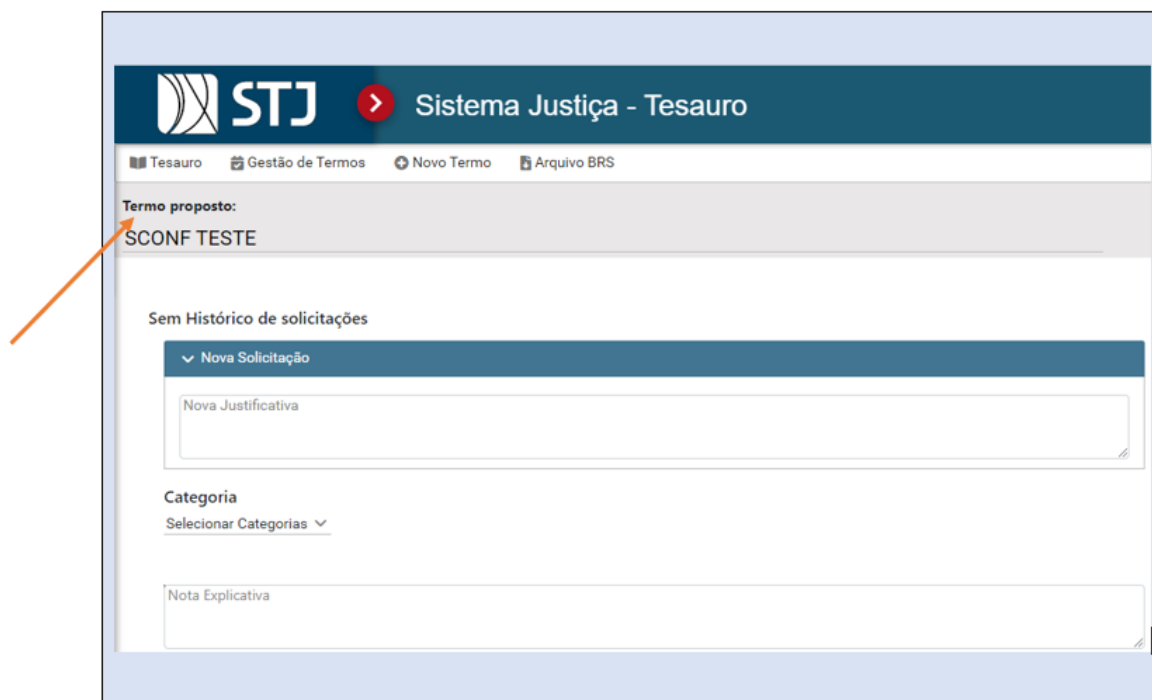 STJ
Sistema Justiça - Tesauro
Tesauro Gestão de Termos Novo Termo Arquivo BRS
Termo proposto:
SCONF TESTE
Sem Histórico de solicitações
Nova Solicitação
Nova Justificativa
Categoria
Selecionar Categorias
Nota Explicativa